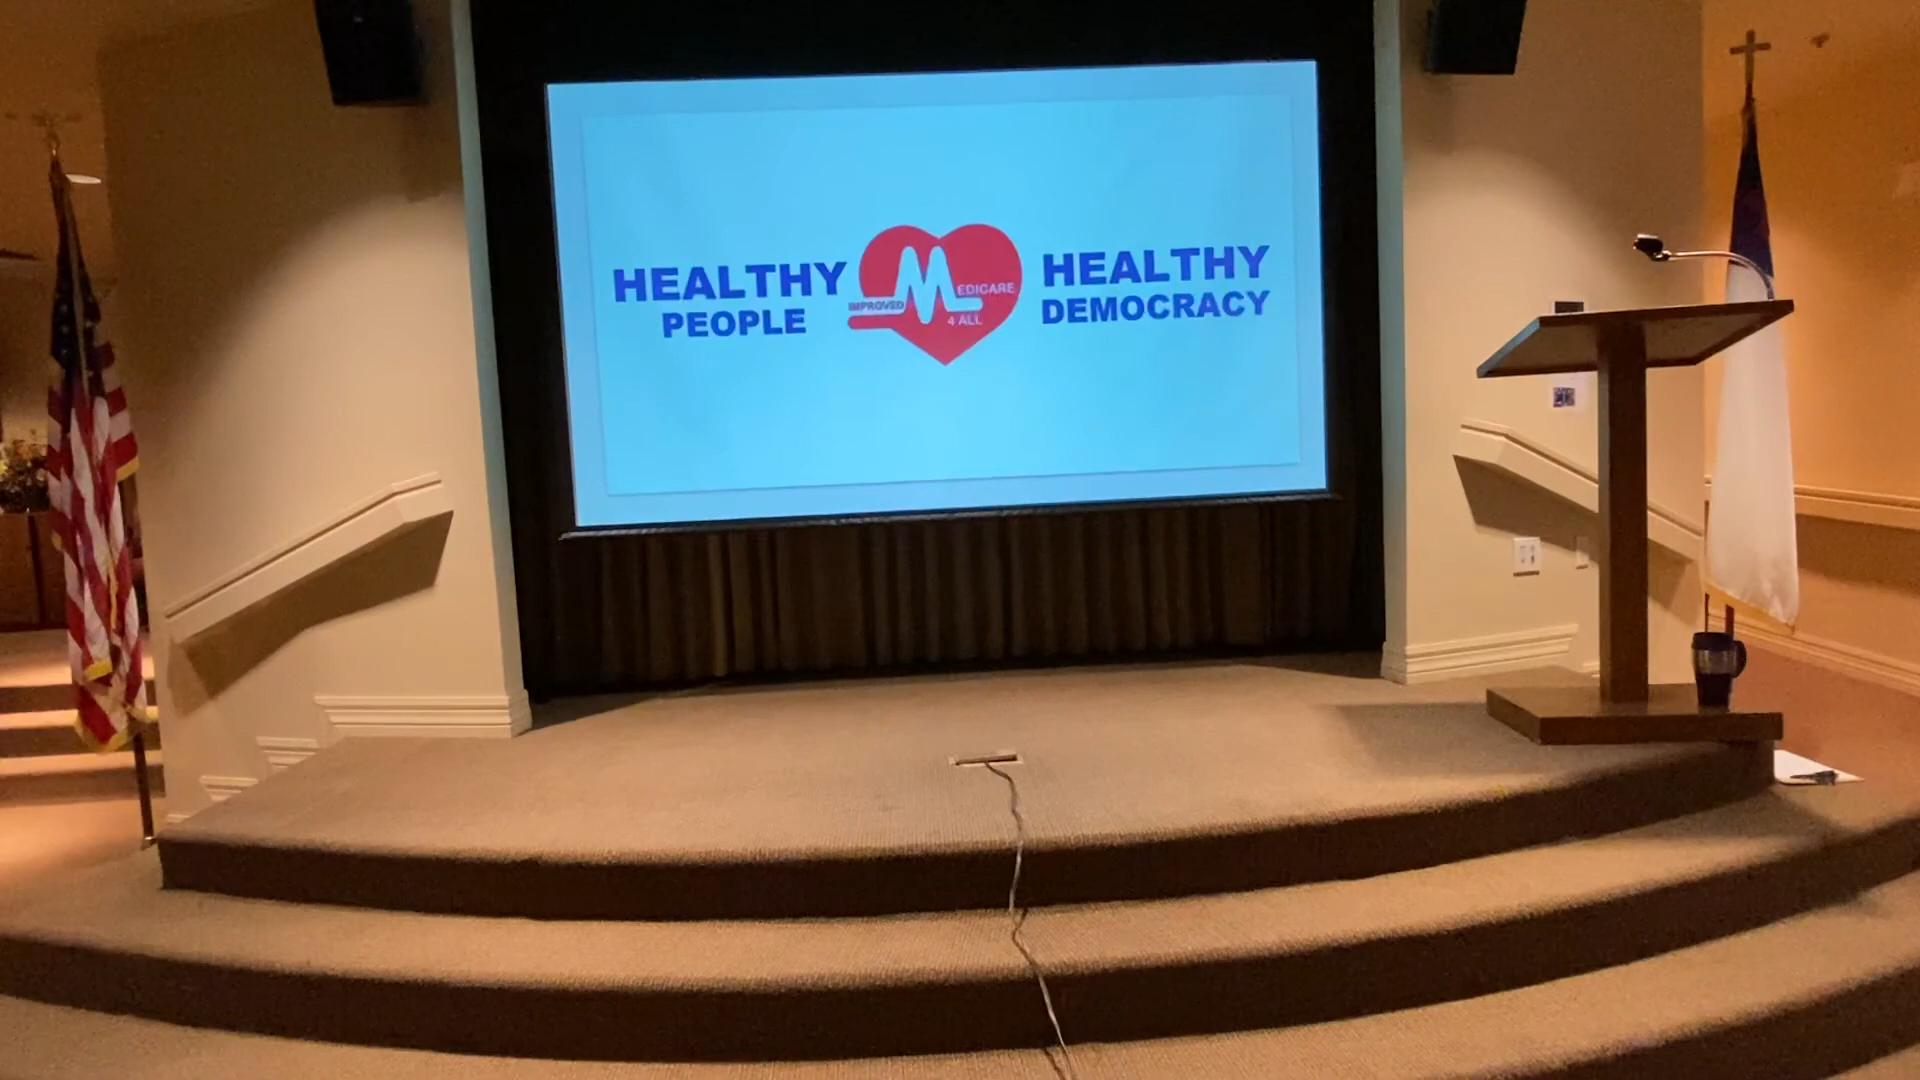 HEALTHY
PEOPLE
IMPROVED
MEDICARE
4 ALL
HEALTHY
DEMOCRACY